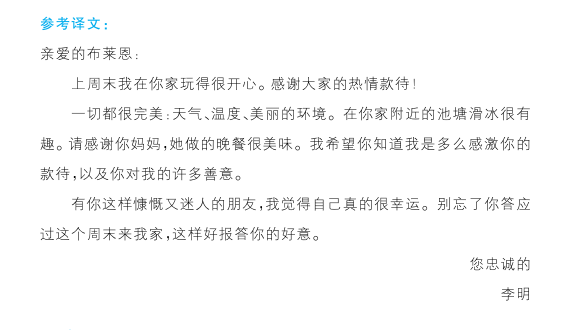 参考译文：
亲爱的布莱恩：
上周末我在你家玩得很开心。感谢大家的热情款待！
一切都很完美：天气、温度、美丽的环境。在你家附近的池塘滑冰很有
趣。请感谢你妈妈，她做的晚餐很美味。我希望你知道我是多么感激你的
款待，以及你对我的许多善意。
有你这样慷慨又迷人的朋友，我觉得自己真的很幸运。别忘了你答应
过这个周末来我家，这样好报答你的好意。
您忠诚的
李明